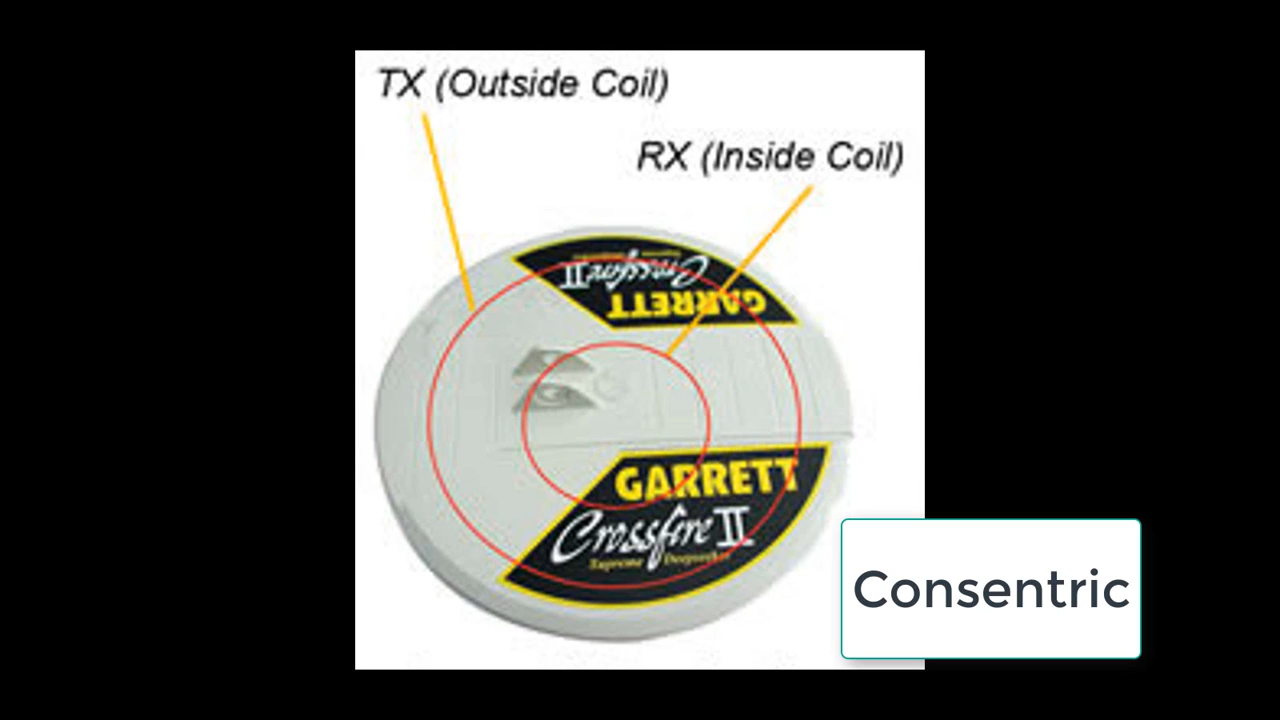 TX (Outside Coil)
RX (Inside Coil)
Crossfire II
GARRETT
GARRETT
Crossfire II
Supreme Deepseeker
Consentric